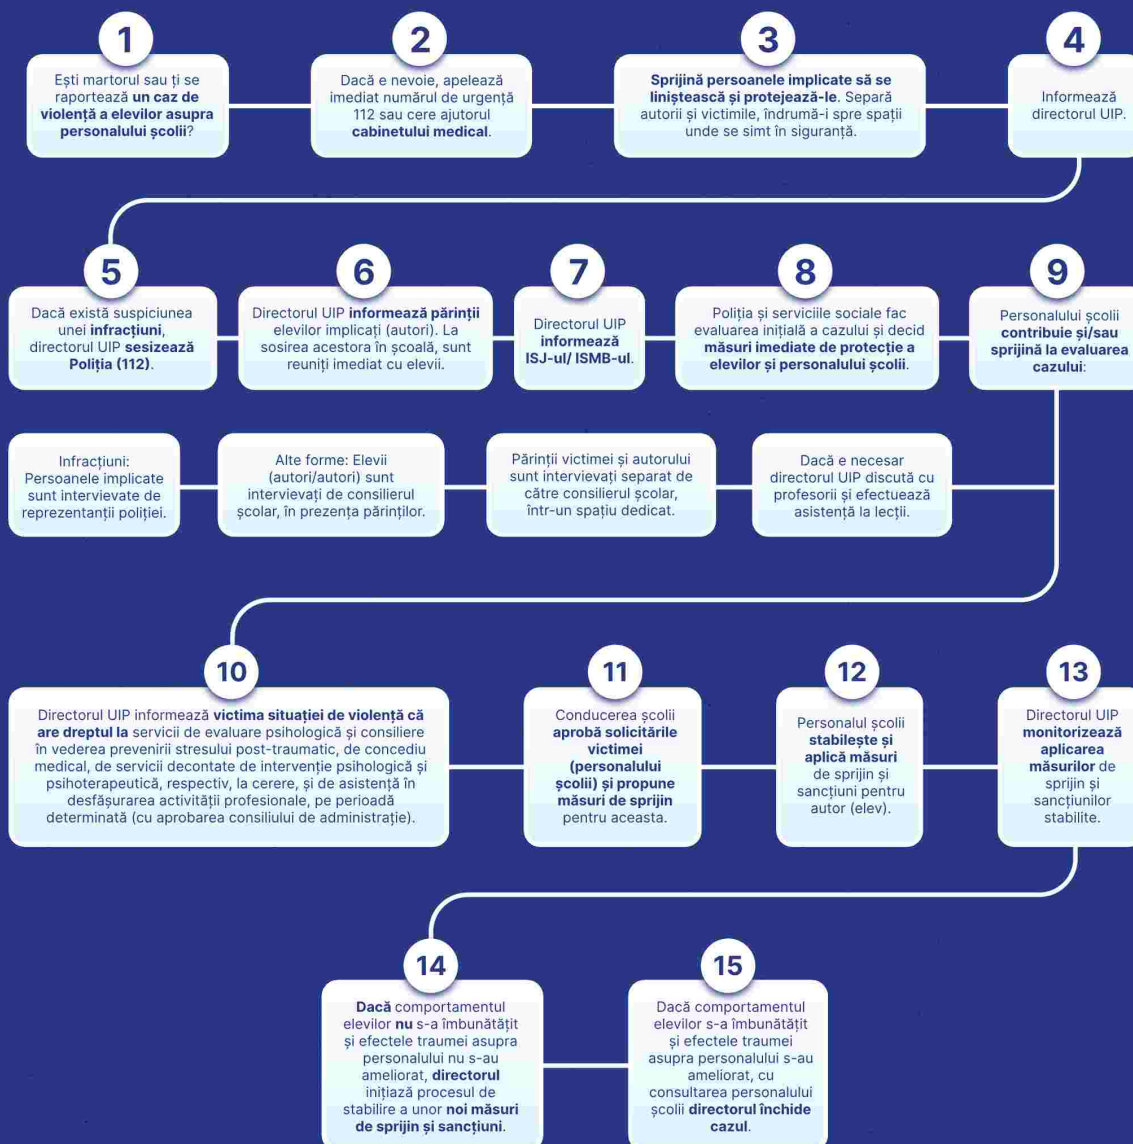 1
Ești martorul sau ți se
raportează un caz de
violență a elevilor asupra
personalului școlii?
2
Dacă e nevoie, apelează
imediat numărul de urgență
112 sau cere ajutorul
cabinetului medical.
3
Sprijină persoanele implicate să se
liniștească și protejează-le. Separă
autorii și victimile, îndrumă-i spre spații
unde se simt în siguranță.
4
Informează
directorul UIP.
5
Dacă există suspiciunea
unei infracțiuni,
directorul UIP sesizează
Poliția (112).
6
Directorul UIP informează părinții
elevilor implicați (autori). La
sosirea acestora în școală, sunt
reuniți imediat cu elevii.
7
Directorul UIP
informează
ISJ-ul/ ISMB-ul.
8
Poliția și serviciile sociale fac
evaluarea inițială a cazului și decid
măsuri imediate de protecție a
elevilor și personalului școlii.
9
Personalului școlii
contribuie și/sau
sprijină la evaluarea
cazului:
Infracțiuni:
Persoanele implicate
sunt intervievate de
reprezentanții poliției.
Alte forme: Elevii
(autori/autori) sunt
intervievați de consilierul
școlar, în prezența părinților.
Părinții victimei și autorului
sunt intervievați separat de
către consilierul școlar,
într-un spațiu dedicat.
Dacă e necesar
directorul UIP discută cu
profesorii și efectuează
asistență la lecții.
10
Directorul UIP informează victima situației de violență că
are dreptul la servicii de evaluare psihologică și consiliere
în vederea prevenirii stresului post-traumatic, de concediu
medical, de servicii decontate de intervenție psihologică și
psihoterapeutică, respectiv, la cerere, și de asistență în
desfășurarea activității profesionale, pe perioadă
determinată (cu aprobarea consiliului de administrație).
11
Conducerea școlii
aprobă solicitările
victimei
(personalului
școlii) și propune
măsuri de sprijin
pentru aceasta.
12
Personalul școlii
stabilește și
aplică măsuri
de sprijin și
sancțiuni pentru
autor (elev).
13
Directorul UIP
monitorizează
aplicarea
măsurilor de
sprijin și
sancțiunilor
stabilite.
14
Dacă comportamentul
elevilor nu s-a îmbunătățit
și efectele traumei asupra
personalului nu s-au
ameliorat, directorul
inițiază procesul de
stabilire a unor noi măsuri
de sprijin și sancțiuni.
15
Dacă comportamentul
elevilor s-a îmbunătățit
și efectele traumei
asupra personalului s-au
ameliorat, cu
consultarea personalului
școlii directorul închide
cazul.